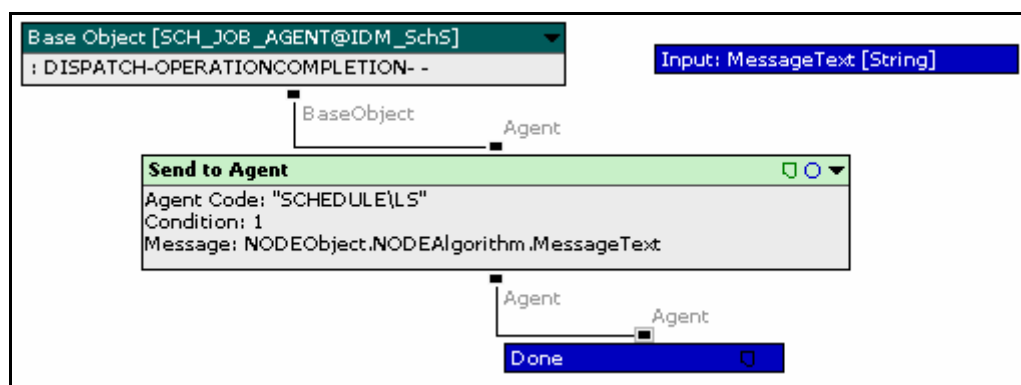 Base Object [SCH_JOB_AGENT@IDM_SchS]
: DISPATCH-OPERATIONCOMPLETION- -
Input: MessageText [String]
BaseObject
Agent
Send to Agent
Agent Code: "SCHEDULE\LS"
Condition: 1
Message: NODEObject.NODEAlgorithm.MessageText
Agent
Agent
Done